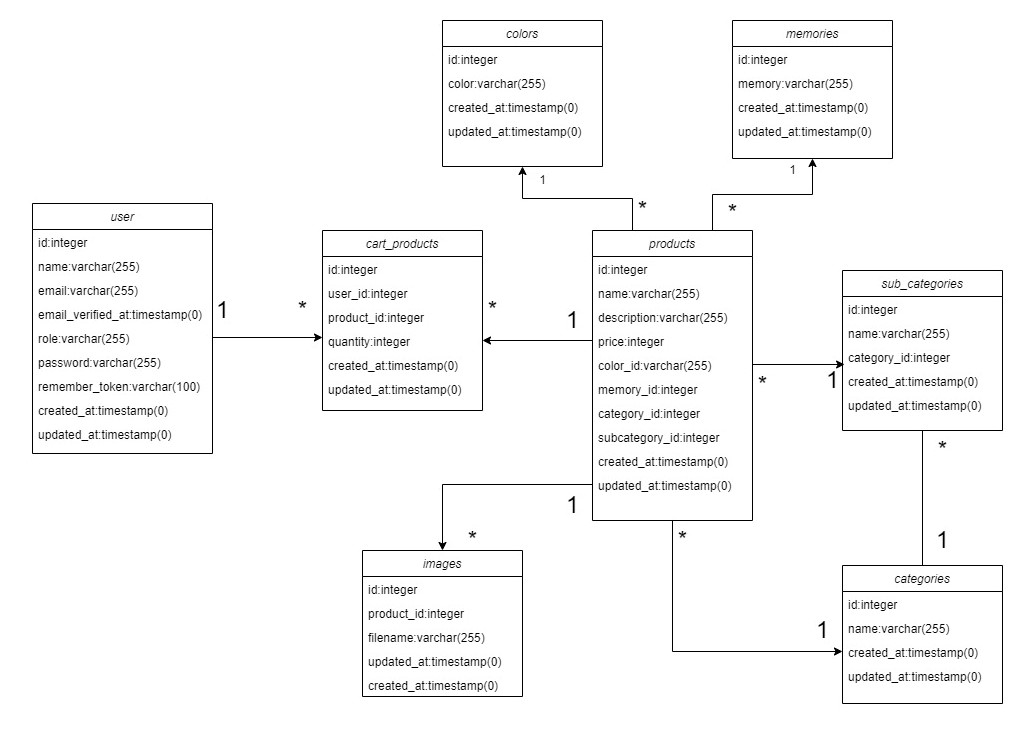 colors
id:integer
color:varchar(255)
created_at:timestamp(0)
updated_at:timestamp(0)
1
*
memories
id:integer
memory:varchar(255)
created_at:timestamp(0)
updated_at:timestamp(0)
1
*
user
id:integer
name:varchar(255)
email:varchar(255)
email_verified_at:timestamp(0)
role:varchar(255)
password:varchar(255)
remember_token:varchar(100)
created_at:timestamp(0)
updated_at:timestamp(0)
1
*
cart_products
id:integer
user_id:integer
product_id:integer
quantity:integer
created_at:timestamp(0)
updated_at:timestamp(0)
*
1
products
id:integer
name:varchar(255)
description:varchar(255)
price:integer
color_id:varchar(255)
memory_id:integer
category_id:integer
subcategory_id:integer
created_at:timestamp(0)
updated_at:timestamp(0)
*
1
sub_categories
id:integer
name:varchar(255)
category_id:integer
created_at:timestamp(0)
updated_at:timestamp(0)
*
1
1
*
images
id:integer
product_id:integer
filename:varchar(255)
updated_at:timestamp(0)
created_at:timestamp(0)
*
1
categories
id:integer
name:varchar(255)
created_at:timestamp(0)
updated_at:timestamp(0)